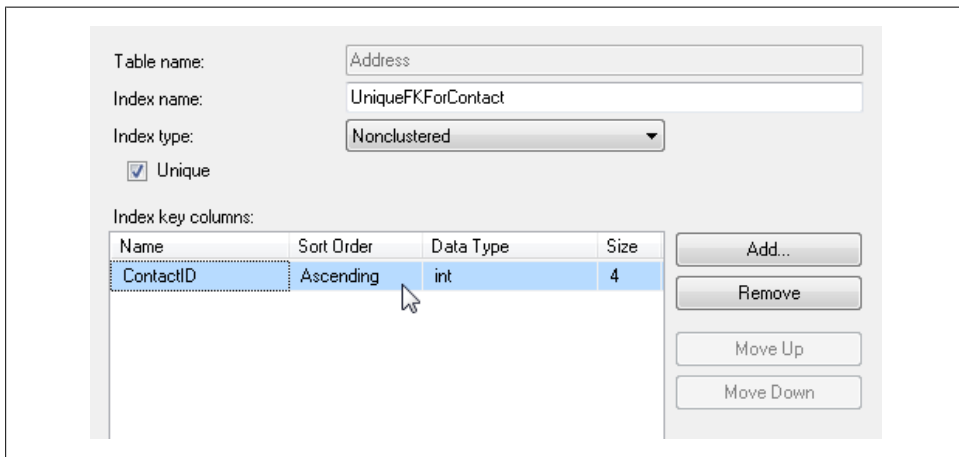 Table name: Address
Index name: UniqueFKForContact
Index type: Nonclustered
Unique
Index key columns:
Name Sort Order Data Type Size
ContactID Ascending int 4
Add...
Remove
Move Up
Move Down